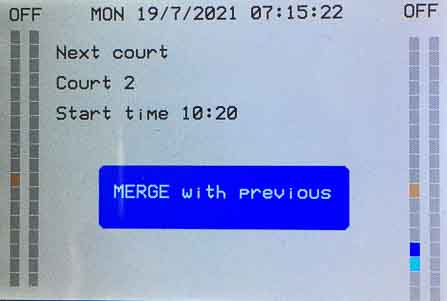 OFF MON 19/7/2021 07:15:22 OFF
Next court
Court 2
Start time 10:20
MERGE with previous